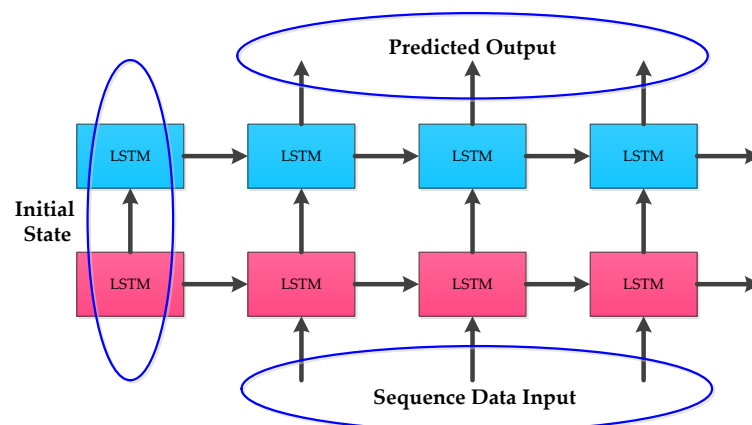 Predicted Output
LSTM LSTM LSTM LSTM
Initial
State
LSTM LSTM LSTM LSTM
Sequence Data Input